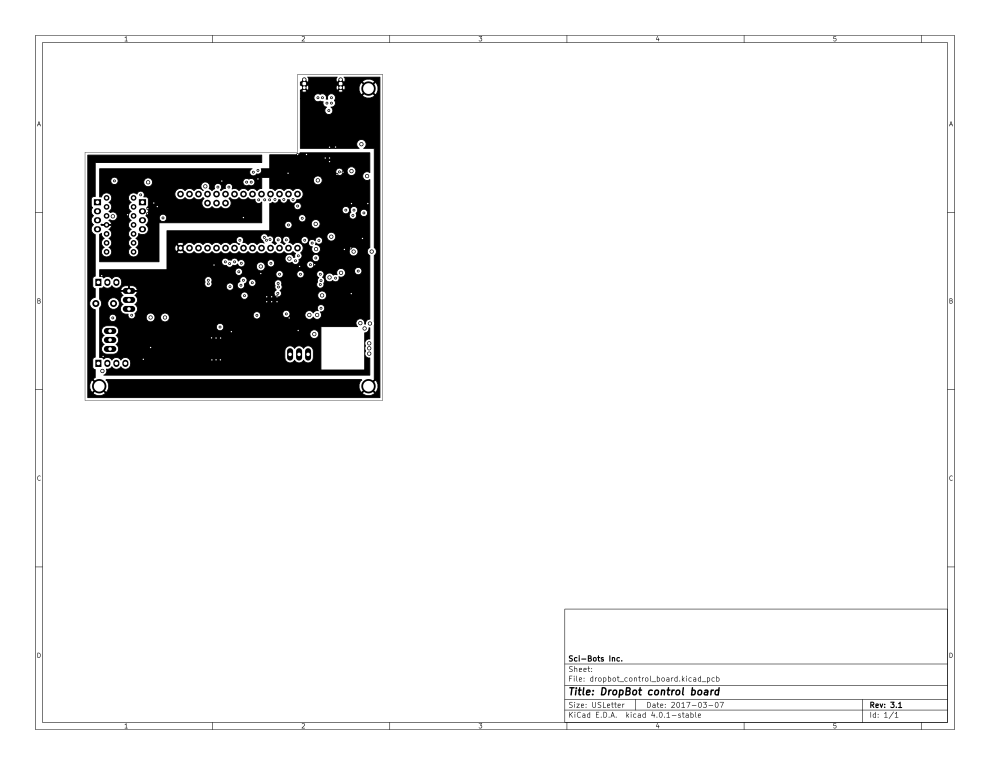 1 2 3 4 5
A A
B B
C C
D D
Sci-Bots Inc.
Sheet:
File: dropbot_control_board.kicad_pcb
Title: DropBot control board
Size: USLetter Date: 2017-03-07 Rev: 3.1
KiCad E.D.A. kicad 4.0.1-stable Id: 1/1
1 2 3 4 5